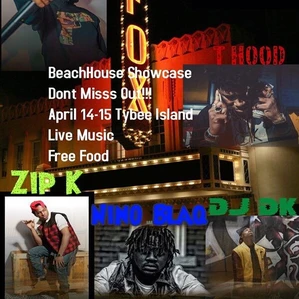 FOX
T HOOD
BeachHouse Showcase
Dont Misss Out!!!
April 14-15 Tybee Island
Live Music
Free Food
Zip K
NINO BLAQ
DJ DK